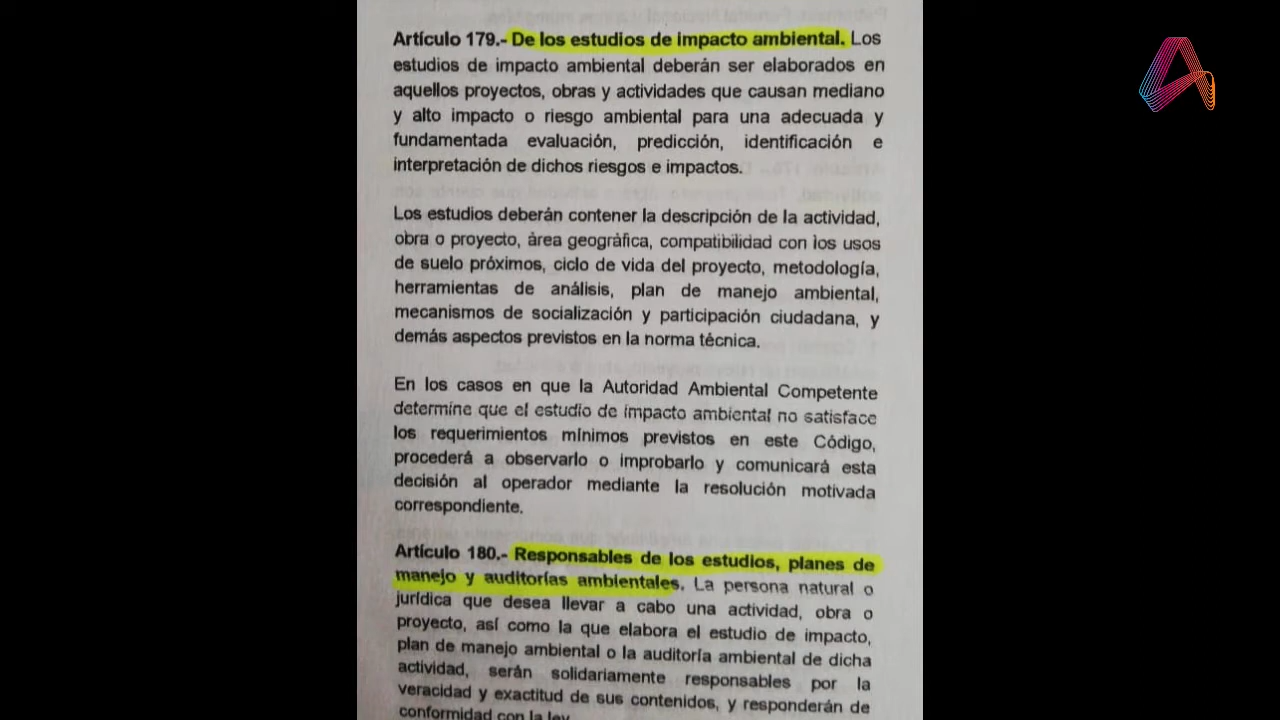 Artículo 179.- De los estudios de impacto ambiental. Los
estudios de impacto ambiental deberán ser elaborados en
aquellos proyectos, obras y actividades que causan mediano
y alto impacto o riesgo ambiental para una adecuada y
fundamentada evaluación, predicción, identificación e
interpretación de dichos riesgos e impactos.
Los estudios deberán contener la descripción de la actividad,
obra o proyecto, área geográfica, compatibilidad con los usos
de suelo próximos, ciclo de vida del proyecto, metodología,
herramientas de análisis, plan de manejo ambiental,
mecanismos de socialización y participación ciudadana, y
demás aspectos previstos en la norma técnica.
En los casos en que la Autoridad Ambiental Competente
determine que el estudio de impacto ambiental no satisface
los requerimientos mínimos previstos en este Código,
procederá a observarlo o improbarlo y comunicará esta
decisión al operador mediante la resolución motivada
correspondiente.
Artículo 180.- Responsables de los estudios, planes de
manejo y auditorías ambientales. La persona natural o
jurídica que desea llevar a cabo una actividad, obra o
proyecto, así como la que elabora el estudio de impacto,
plan de manejo ambiental o la auditoría ambiental de dicha
actividad, serán solidariamente responsables por la
veracidad y exactitud de sus contenidos, y responderán de
conformidad con la ley.